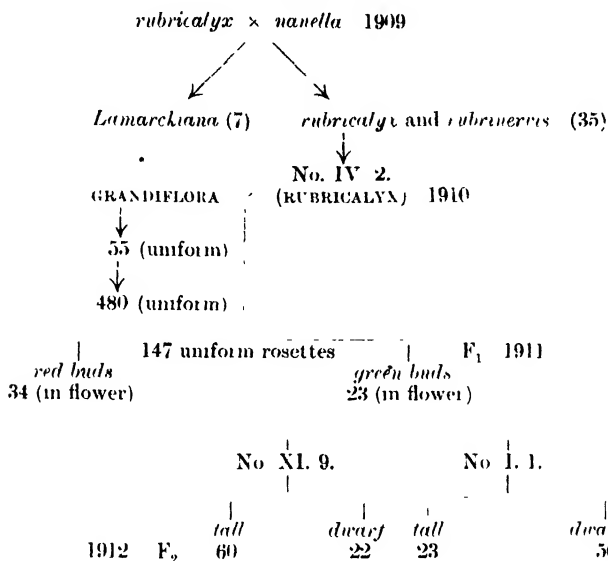 rubricalyx × nanella 1909
Lamarckiana (7) rubricalyx and rubrinervis (35)
No. IV 2.
GRANDIFLORA (RUBRICALYX) 1910
55 (uniform)
480 (uniform)
147 uniform rosettes F₁ 1911
red buds green buds
34 (in flower) 23 (in flower)
No XI. 9. No I. 1.
tall dwarf tall
1912 F₂ 60 22 23